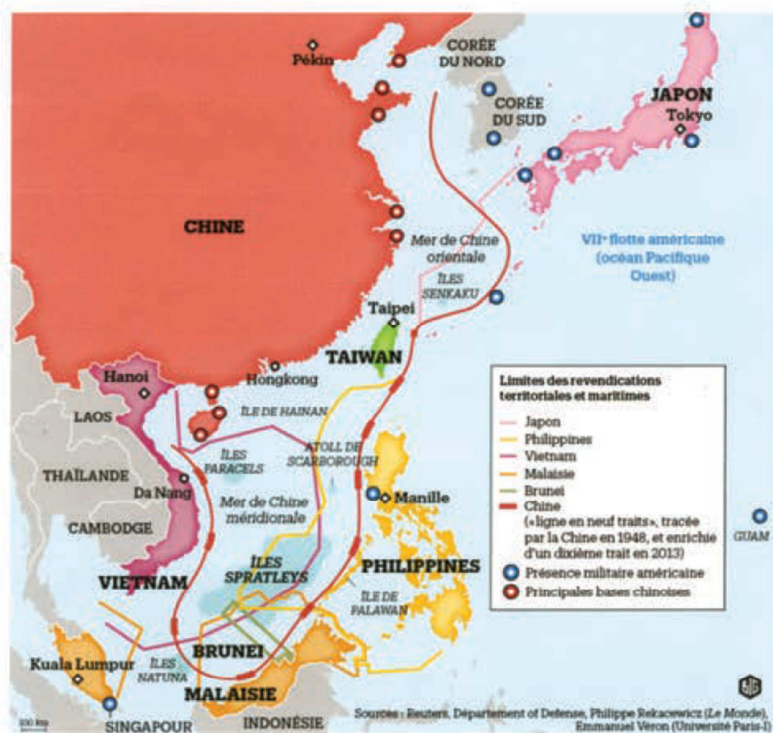 CORÉE
DU NORD
Pékin
CORÉE
DU SUD
JAPON
Tokyo
CHINE
Mer de Chine
orientale
VIIe flotte américaine
(océan Pacifique
Ouest)
ÎLES
SENKAKU
Taipei
TAIWAN
Hanoi
Hongkong
LAOS
ÎLE DE HAINAN
ÎLES
PARACELS
ATOLL DE
SCARBOROUGH
THAÏLANDE
Da Nang
Mer de Chine
méridionale
Manille
CAMBODGE
VIETNAM
ÎLES
SPRATLEYS
PHILIPPINES
ÎLE DE
PALAWAN
GUAM
BRUNEI
Kuala Lumpur
ÎLES
NATUNA
MALAISIE
SINGAPOUR
INDONÉSIE
Limites des revendications
territoriales et maritimes
Japon
Philippines
Vietnam
Malaisie
Brunei
Chine
(«ligne en neuf traits», tracée
par la Chine en 1948, et enrichie
d'un dixième trait en 2013)
Présence militaire américaine
Principales bases chinoises
Sources : Reuters, Département of Defense, Philippe Rekacewicz (Le Monde),
Emmanuel Véron (Université Paris-I)